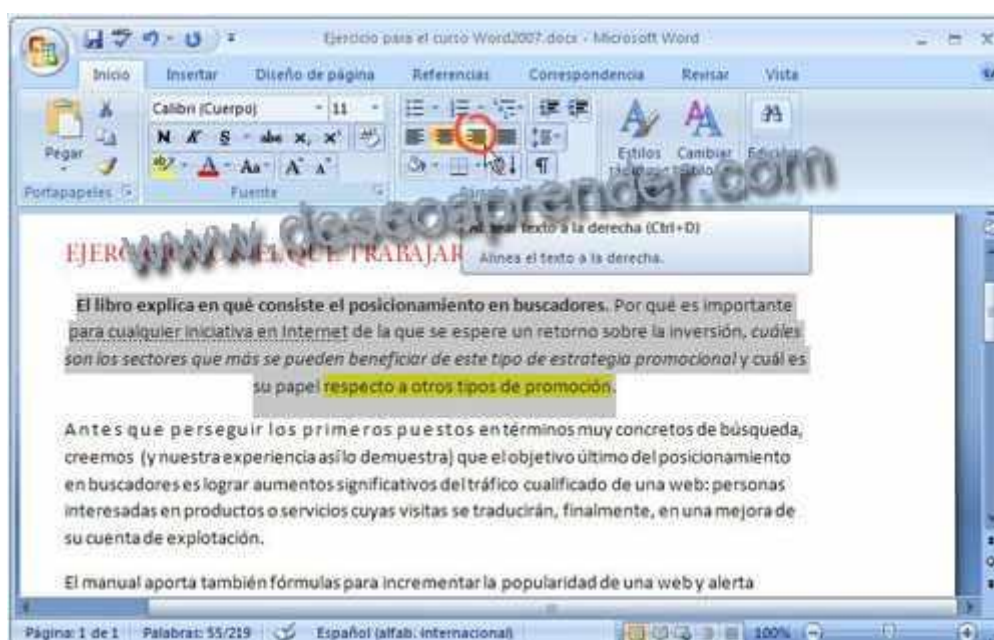 Ejercicio para el curso Word2007.docx - Microsoft Word
Inicio Insertar Diseño de página Referencias Correspondencia Revisar Vista
Calibri (Cuerpo) 11
N K S abe x, x'
Pegar
Aa A A
Estilos Cambiar
Portapapeles Fuente
www.deseoaprender.com
texto a la derecha (Ctrl+D)
Alinea el texto a la derecha.
QUE TRABAJAR
El libro explica en qué consiste el posicionamiento en buscadores. Por qué es importante
para cualquier iniciativa en Internet de la que se espere un retorno sobre la inversión, cuáles
son los sectores que más se pueden beneficiar de este tipo de estrategia promocional y cuál es
su papel respecto a otros tipos de promoción.
Antes que perseguir los primeros puestos en términos muy concretos de búsqueda,
creemos (y nuestra experiencia así lo demuestra) que el objetivo último del posicionamiento
en buscadores es lograr aumentos significativos del tráfico cualificado de una web: personas
interesadas en productos o servicios cuyas visitas se traducirán, finalmente, en una mejora de
su cuenta de explotación.
El manual aporta también fórmulas para incrementar la popularidad de una web y alerta
Página: 1 de 1 Palabras: 55/219 Español (alfab. internacional) 100%